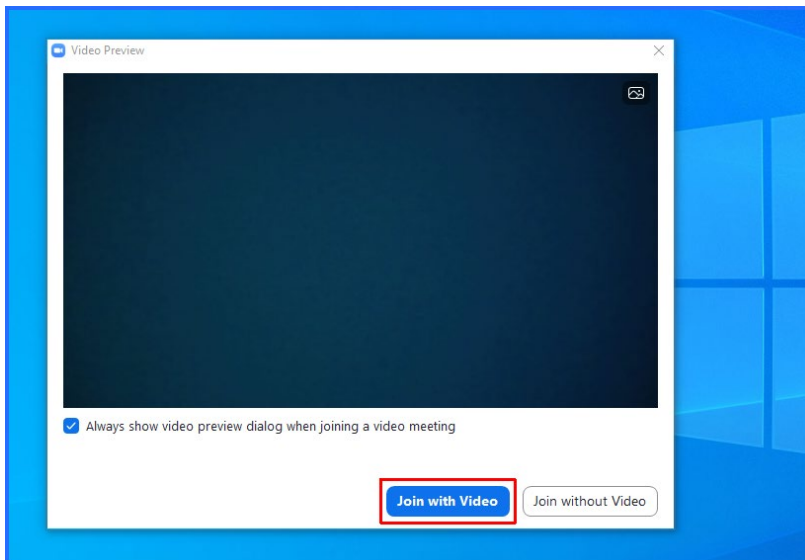 Video Preview
Always show video preview dialog when joining a video meeting
Join with Video
Join without Video